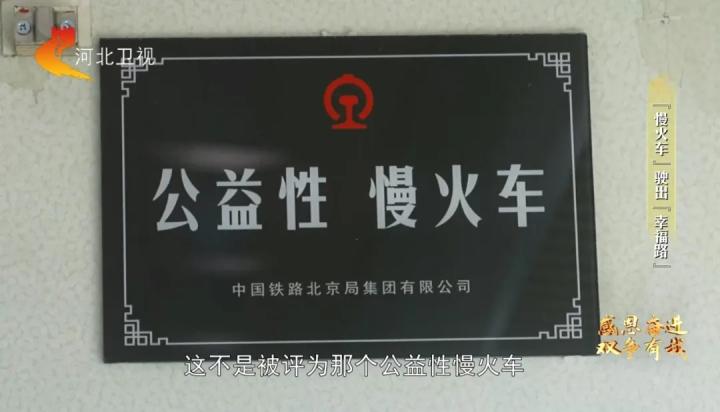 河北卫视
公益性 慢火车
中国铁路北京局集团有限公司
『慢火车』驶出『幸福路』
感恩奋进
双争有我
这不是被评为那个公益性慢火车